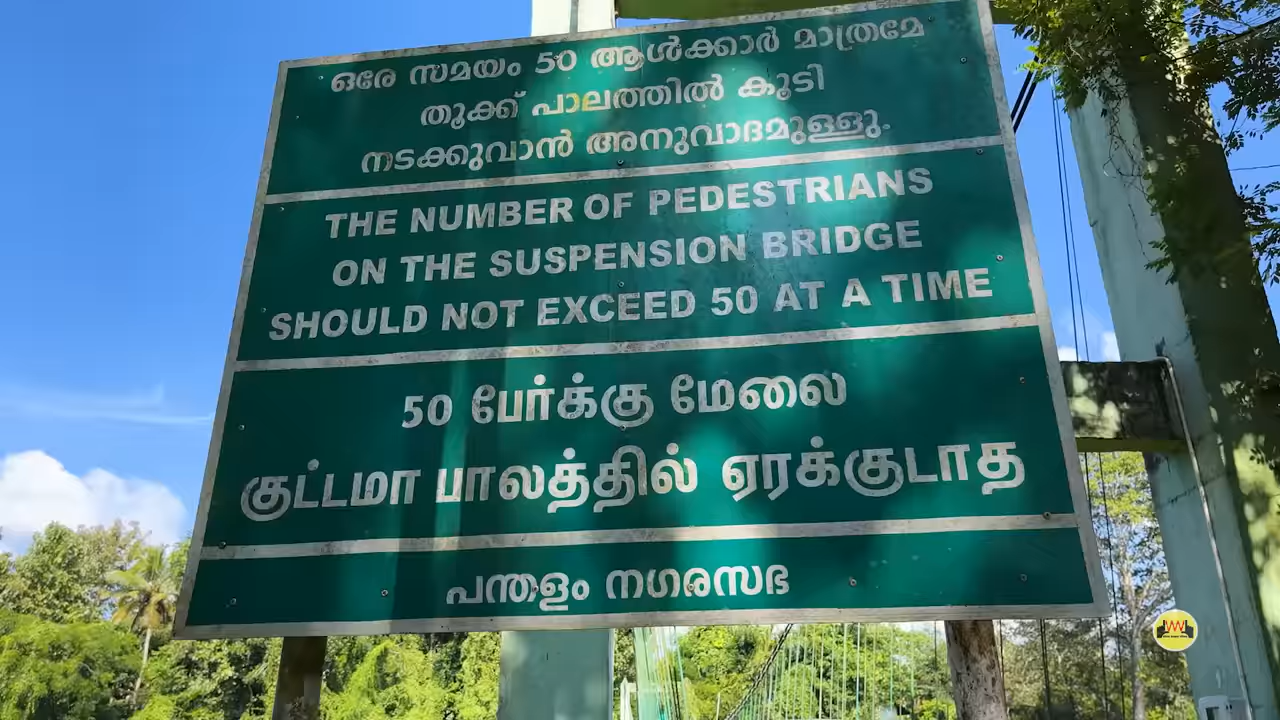 ഒരേ സമയം 50 ആൾക്കാർ മാത്രമേ
തൂക്ക് പാലത്തിൽ കൂടി
നടക്കുവാൻ അനുവാദമുള്ളു.
THE NUMBER OF PEDESTRIANS
ON THE SUSPENSION BRIDGE
SHOULD NOT EXCEED 50 AT A TIME
50 பேர்க்கு மேலை
குட்டமா பாலத்தில் ஏரக்குடாத
പന്തളം നഗരസഭ